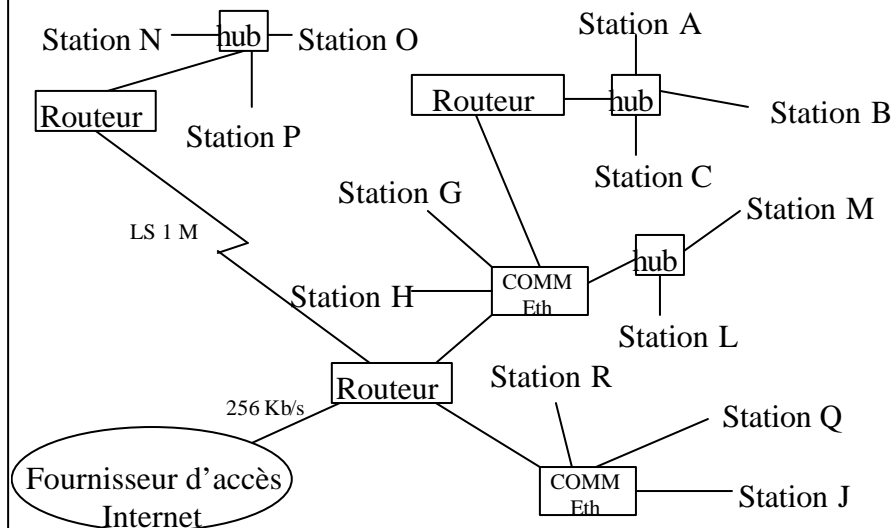 Station N
hub
Station O
Station A
Routeur
Routeur
hub
Station B
Station P
Station C
Station G
Station M
LS 1 M
hub
Station H
COMM
Eth
Station L
Routeur
Station R
256 Kb/s
Station Q
Fournisseur d’accès
Internet
COMM
Eth
Station J